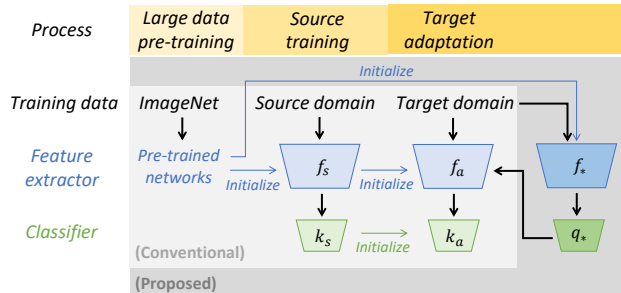 Process
Large data
pre-training
Source
training
Target
adaptation
Initialize
Training data
ImageNet
Source domain
Target domain
Feature
extractor
Pre-trained
networks
Initialize
f_s
Initialize
f_a
f_*
Classifier
k_s
Initialize
k_a
q_*
(Conventional)
(Proposed)